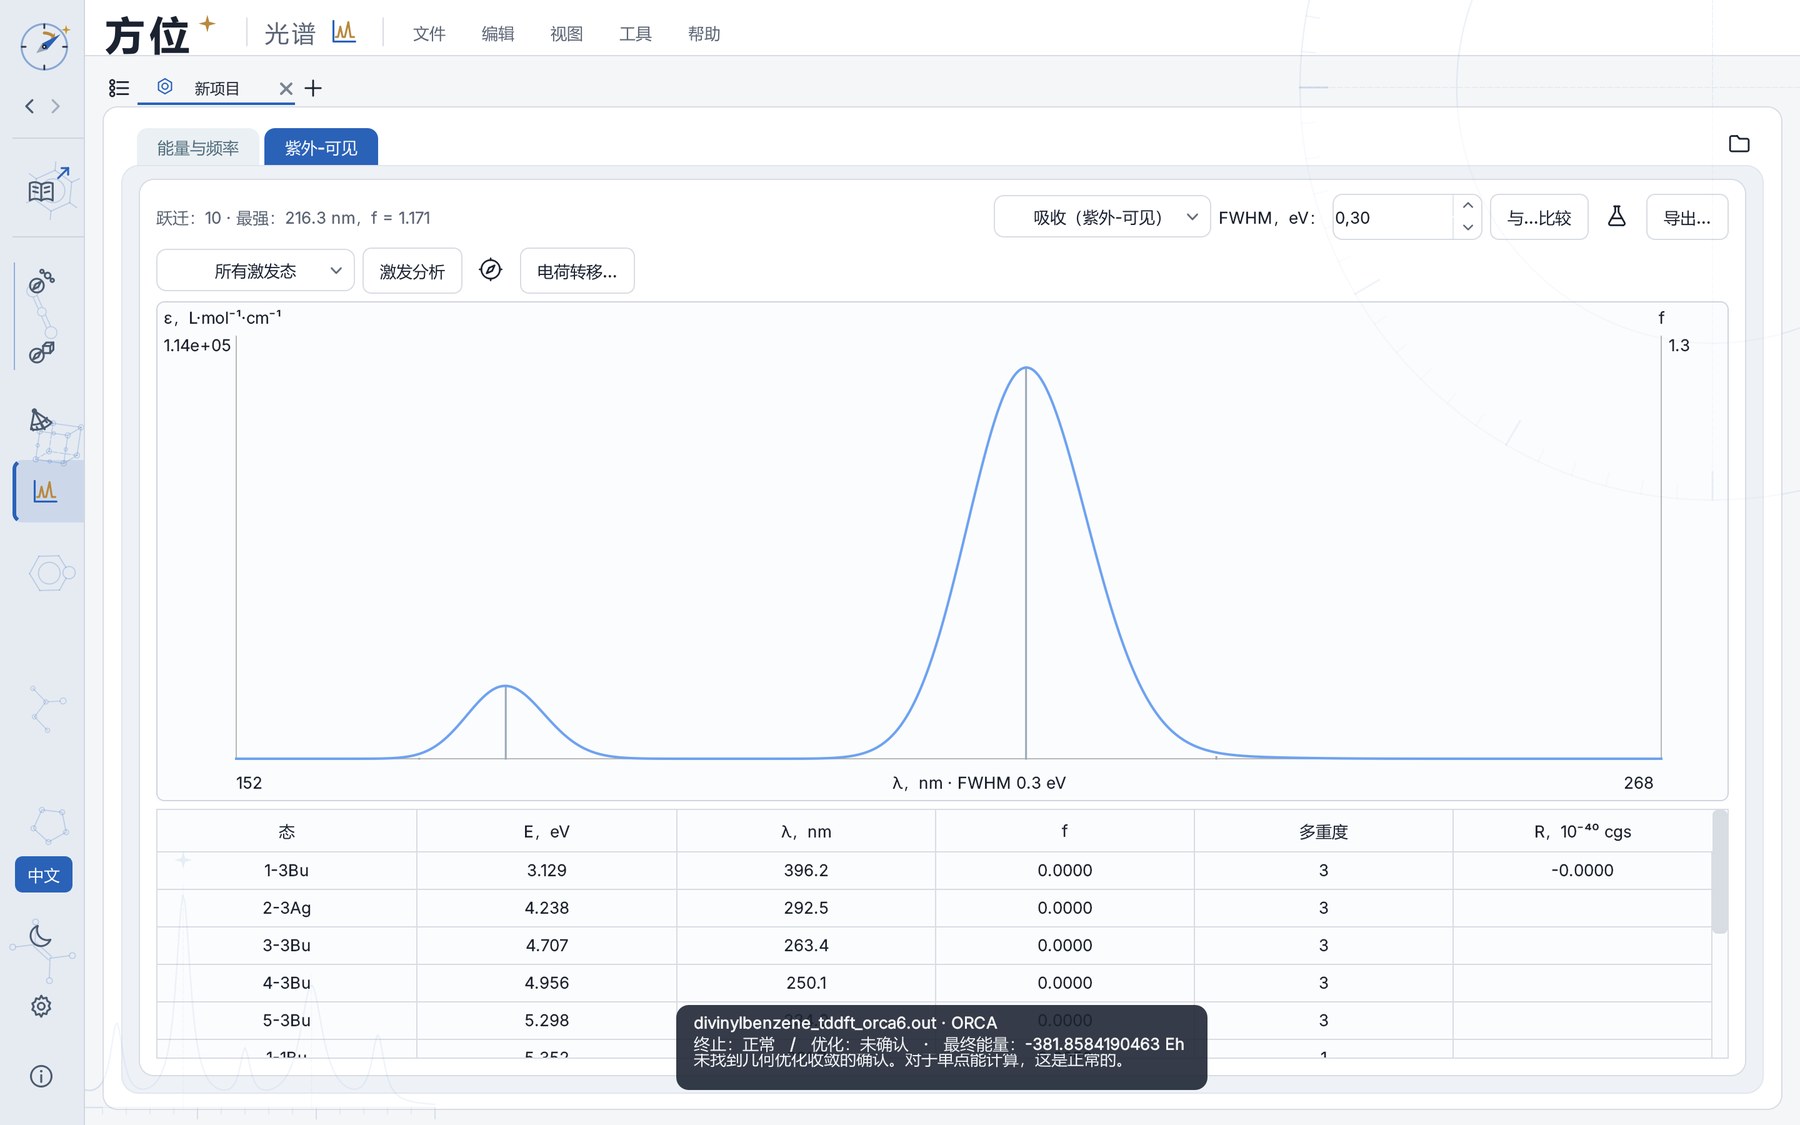 方位
光谱
文件 编辑 视图 工具 帮助
新项目
能量与频率 紫外-可见
跃迁：10 · 最强：216.3 nm，f = 1.171
吸收（紫外-可见）
FWHM，eV：
0,30
与...比较
导出...
所有激发态
激发分析
电荷转移...
ε，L·mol⁻¹·cm⁻¹
f
1.14e+05
1.3
152
λ，nm · FWHM 0.3 eV
268
态 E，eV λ，nm f 多重度 R，10⁻⁴⁰ cgs
1-3Bu 3.129 396.2 0.0000 3 -0.0000
2-3Ag 4.238 292.5 0.0000 3
3-3Bu 4.707 263.4 0.0000 3
4-3Bu 4.956 250.1 0.0000 3
5-3Bu 5.298 0.0000 3
1-1Bu 5.352 1
divinylbenzene_tddft_orca6.out · ORCA
终止：正常 / 优化：未确认 · 最终能量：-381.8584190463 Eh
未找到几何优化收敛的确认。对于单点能计算，这是正常的。
中文